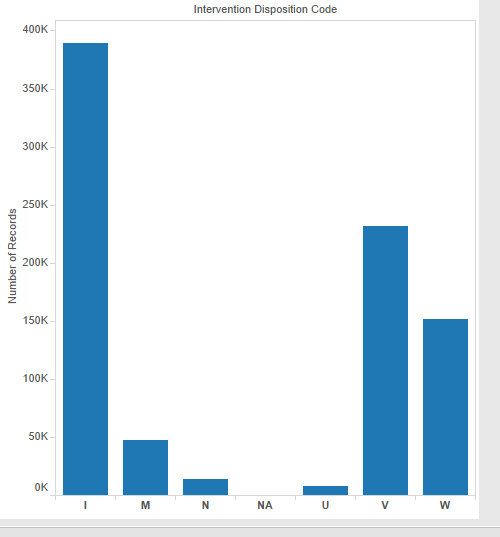 Intervention Disposition Code
400K
350K
300K
250K
200K
150K
100K
50K
0K
Number of Records
I M N NA U V W